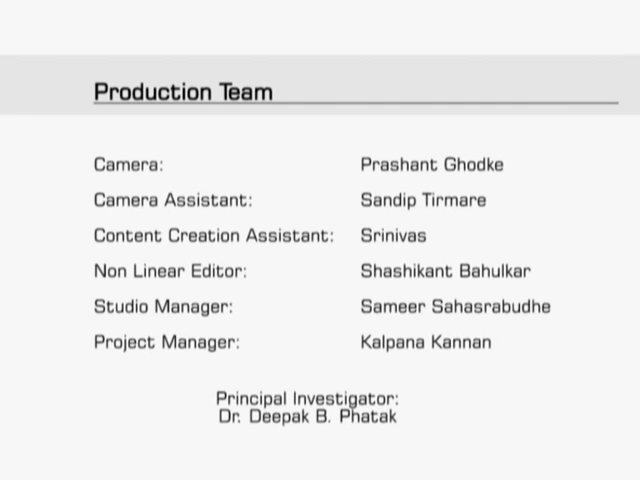 Production Team
Camera: Prashant Ghodke
Camera Assistant: Sandip Tirmare
Content Creation Assistant: Srinivas
Non Linear Editor: Shashikant Bahulkar
Studio Manager: Sameer Sahasrabudhe
Project Manager: Kalpana Kannan
Principal Investigator:
Dr. Deepak B. Phatak